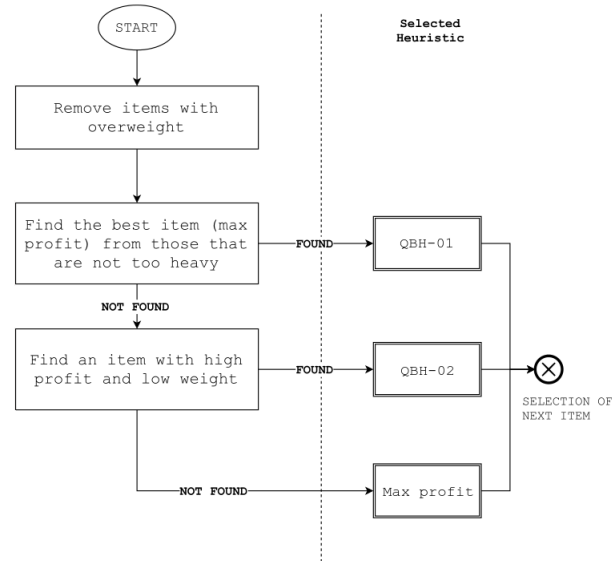 START
Selected
Heuristic
Remove items with
overweight
Find the best item (max
profit) from those that
are not too heavy
FOUND
QBH-01
NOT FOUND
Find an item with high
profit and low weight
FOUND
QBH-02
SELECTION OF
NEXT ITEM
NOT FOUND
Max profit